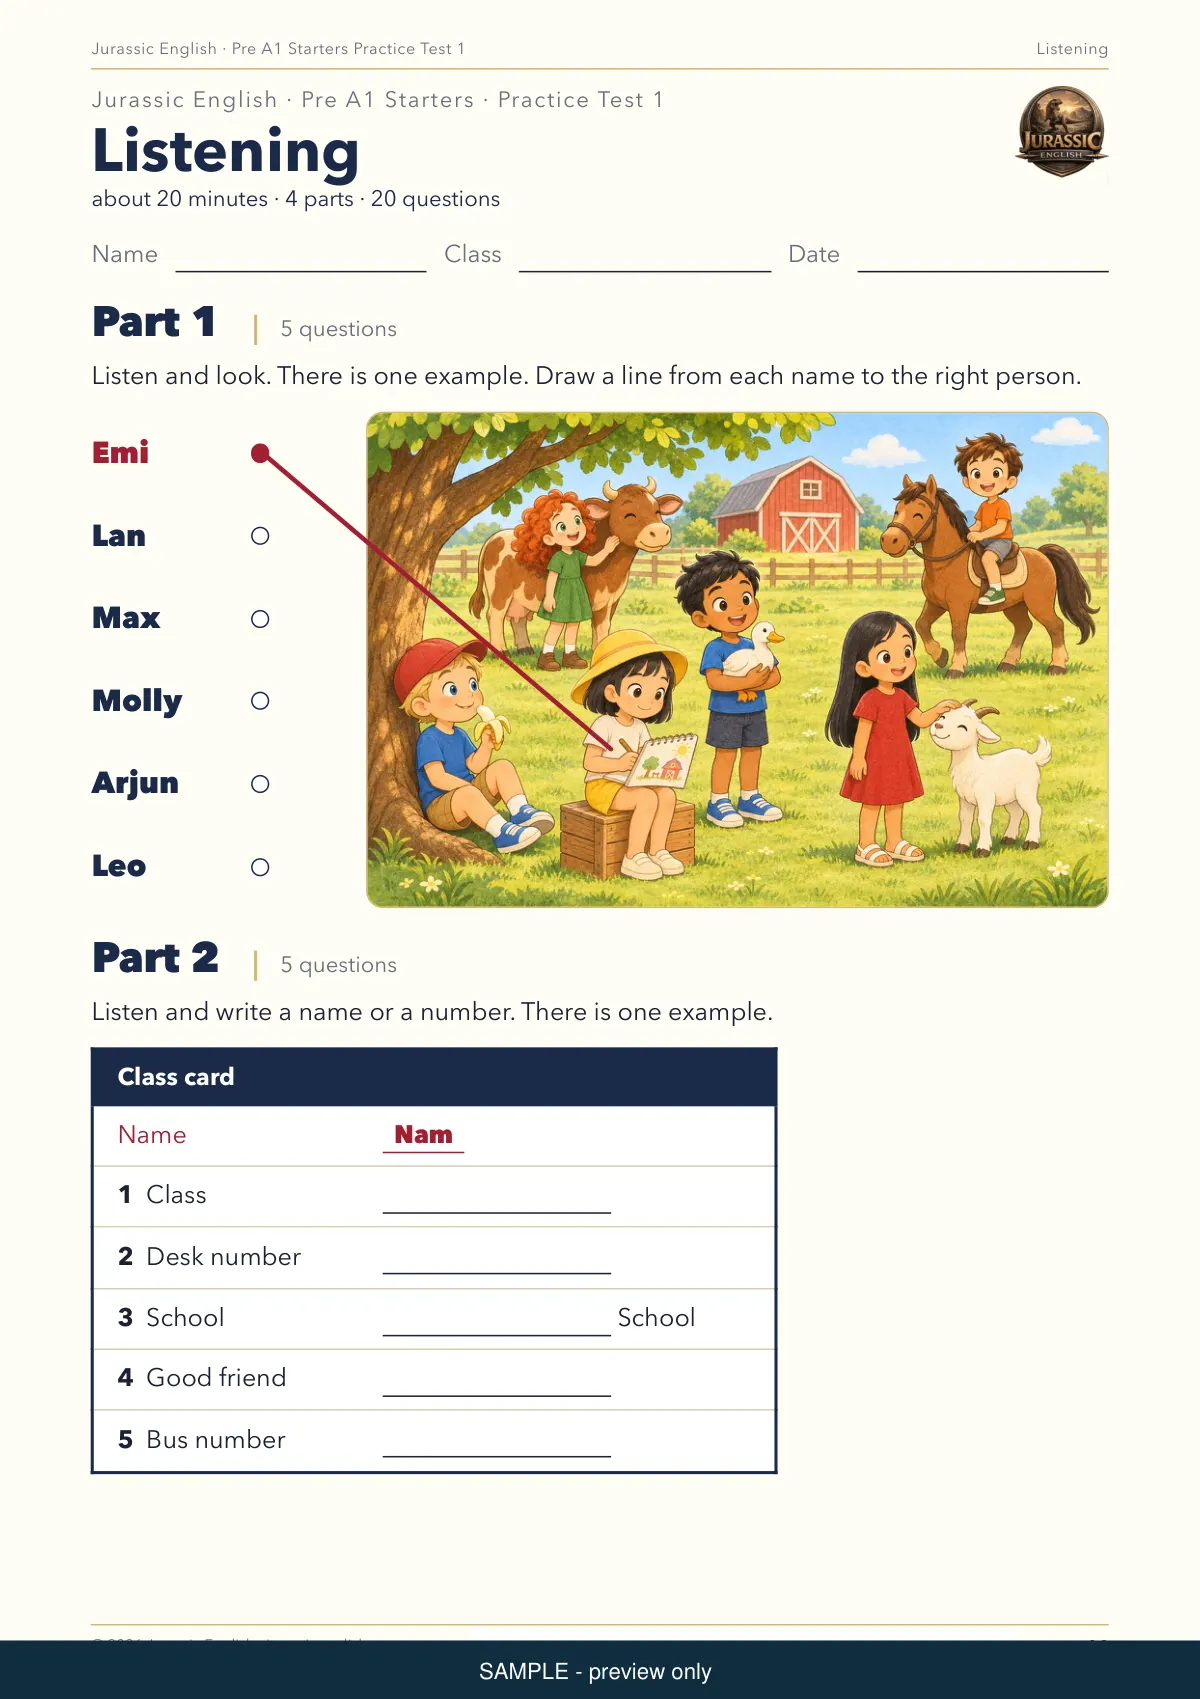 Jurassic English · Pre A1 Starters Practice Test 1 Listening
Jurassic English · Pre A1 Starters · Practice Test 1
JURASSIC
ENGLISH
Listening
about 20 minutes · 4 parts · 20 questions
Name Class Date
Part 1 5 questions
Listen and look. There is one example. Draw a line from each name to the right person.
Emi
Lan
Max
Molly
Arjun
Leo
Part 2 5 questions
Listen and write a name or a number. There is one example.
Class card
Name Nam
1 Class
2 Desk number
3 School School
4 Good friend
5 Bus number
SAMPLE - preview only